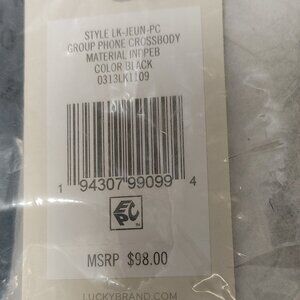 STYLE LK-JEUN-PC
GROUP PHONE CROSSBODY
MATERIAL INDPEB
COLOR BLACK
0313LK1109
1 94307 99099 4
EPC
MSRP $98.00
LUCKYBRAND.COM